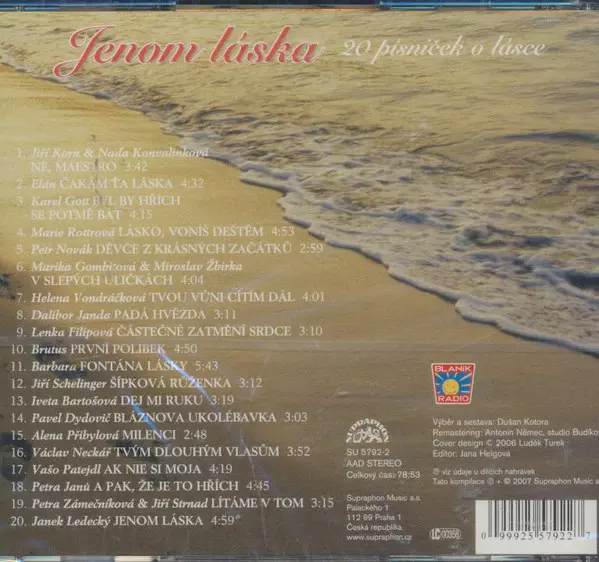 Jenom láska 20 písniček o lásce
1. Jiří Korn & Naďa Konvalinková
NE, MAESTRO 3:42
2. Elán ČAKÁM ŤA LÁSKA 4:32
3. Karel Gott BYL BY HŘÍCH
SE POTMĚ BÁT 4:15
4. Marie Rottrová LÁSKO, VONÍŠ DEŠTĚM 4:53
5. Petr Novák DĚVČE Z KRÁSNÝCH ZAČÁTKŮ 2:59
6. Marika Gombitová & Miroslav Žbirka
V SLEPÝCH ULIČKÁCH 4:04
7. Helena Vondráčková TVOU VŮNI CÍTÍM DÁL 4:01
8. Dalibor Janda PADÁ HVĚZDA 3:11
9. Lenka Filipová ČÁSTEČNÉ ZATMĚNÍ SRDCE 3:10
10. Brutus PRVNÍ POLIBEK 4:50
11. Barbara FONTÁNA LÁSKY 5:43
12. Jiří Schelinger ŠÍPKOVÁ RŮŽENKA 3:12
13. Iveta Bartošová DEJ MI RUKU 3:19
14. Pavel Dydovič BLÁZNOVA UKOLÉBAVKA 3:03
15. Alena Přibylová MILENCI 2:48
16. Václav Neckář TVÝM DLOUHÝM VLASŮM 5:52
17. Vašo Patejdl AK NIE SI MOJA 4:19
18. Petra Janů A PAK, ŽE JE TO HŘÍCH 4:45
19. Petra Zámečníková & Jiří Strnad LÍTÁME V TOM 3:15
20. Janek Ledecký JENOM LÁSKA 4:59
BLANÍK
RADIO
SUPRAPHON
SU 5792-2
AAD STEREO
Celkový čas: 78:53
Supraphon Music a.s.
Palackého 1
112 99 Praha 1
Česká republika
www.supraphon.cz
Výběr a sestava: Dušan Kotora
Remastering: Antonín Němec, studio Budíkov
Cover design © 2006 Luděk Turek
Editor: Jana Helgová
℗ viz údaje u dílčích nahrávek
Tato kompilace ℗ + © 2007 Supraphon Music a
LC 00358
0 99925 57922 7